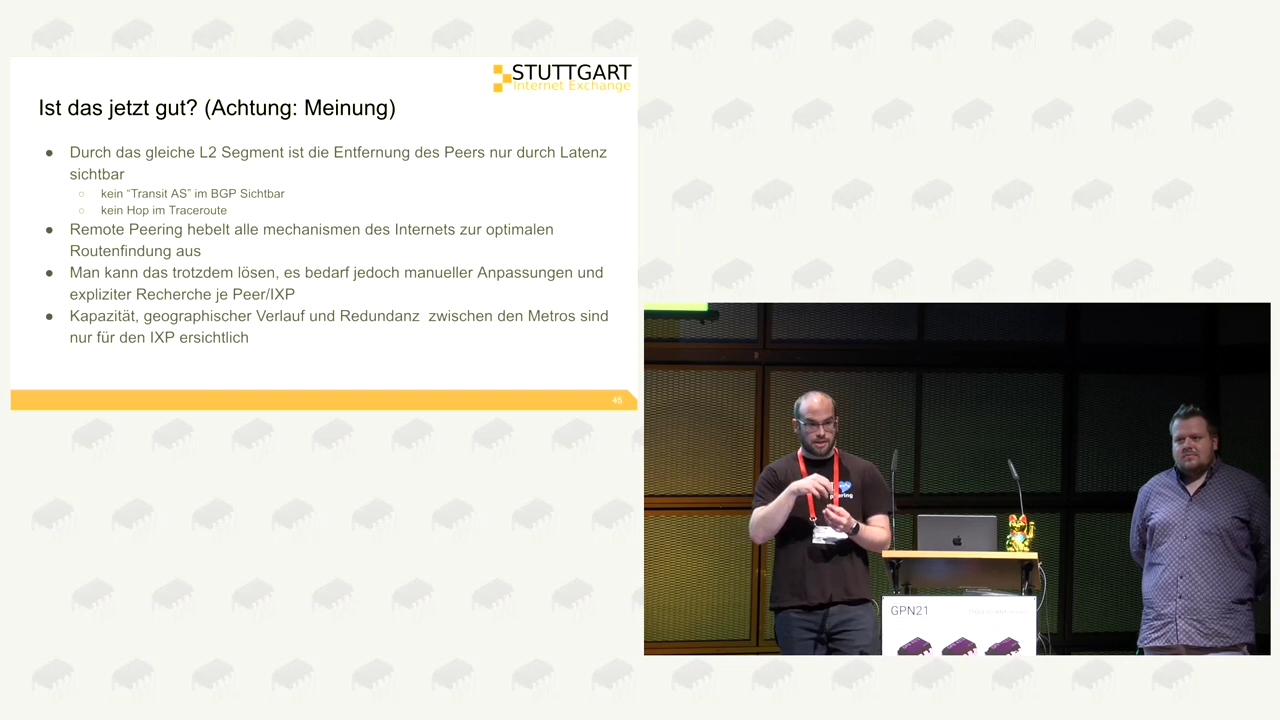 STUTTGART
Internet Exchange
Ist das jetzt gut? (Achtung: Meinung)
● Durch das gleiche L2 Segment ist die Entfernung des Peers nur durch Latenz
sichtbar
○ kein “Transit AS” im BGP Sichtbar
○ kein Hop im Traceroute
● Remote Peering hebelt alle mechanismen des Internets zur optimalen
Routenfindung aus
● Man kann das trotzdem lösen, es bedarf jedoch manueller Anpassungen und
expliziter Recherche je Peer/IXP
● Kapazität, geographischer Verlauf und Redundanz zwischen den Metros sind
nur für den IXP ersichtlich
peering
GPN21